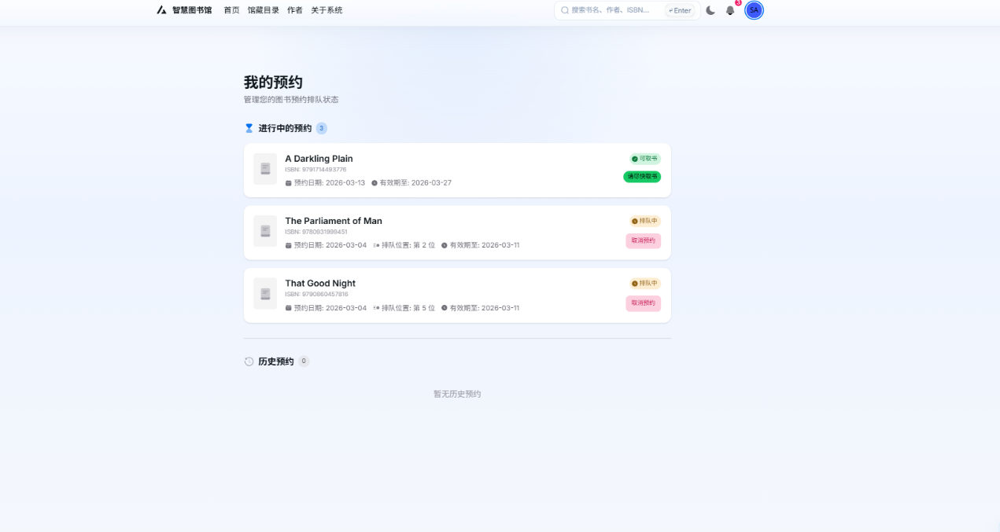 智慧图书馆 首页 馆藏目录 作者 关于系统 搜索书名、作者、ISBN... Enter 3 SA
我的预约
管理您的图书预约排队状态
进行中的预约 3
A Darkling Plain 可取书
ISBN: 9791714493776 请尽快取书
预约日期: 2026-03-13 有效期至: 2026-03-27
The Parliament of Man 排队中
ISBN: 9780931999451 取消预约
预约日期: 2026-03-04 排队位置: 第 2 位 有效期至: 2026-03-11
That Good Night 排队中
ISBN: 9790860457816 取消预约
预约日期: 2026-03-04 排队位置: 第 5 位 有效期至: 2026-03-11
历史预约 0
暂无历史预约